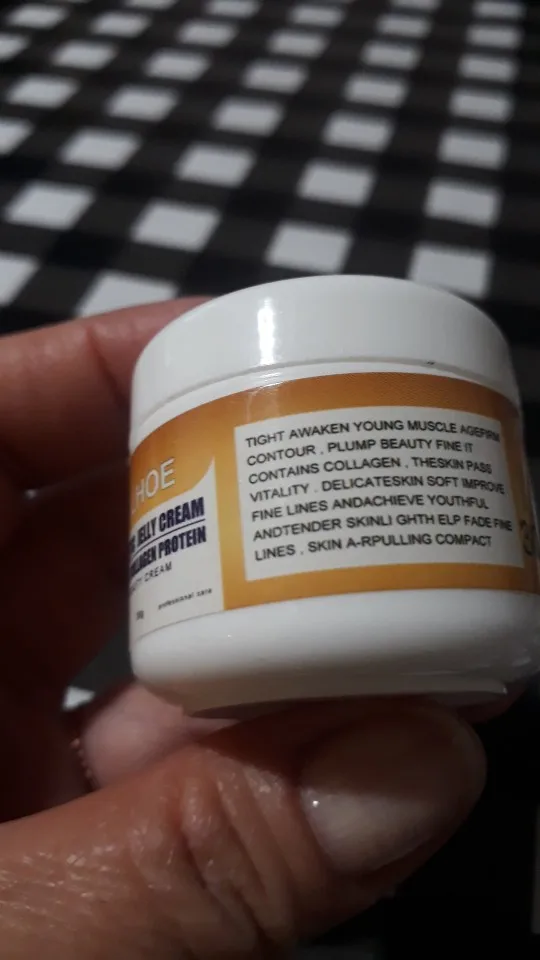 TIGHT AWAKEN YOUNG MUSCLE AGEFIRM
CONTOUR , PLUMP BEAUTY FINE IT
CONTAINS COLLAGEN , THESKIN PASS
VITALITY . DELICATESKIN SOFT IMPROVE
FINE LINES ANDACHIEVE YOUTHFUL
ANDTENDER SKINLI GHTH ELP FADE FINE
LINES , SKIN A-RPULLING COMPACT
HOE
JELLY CREAM
PROTEIN
CREAM
professional care